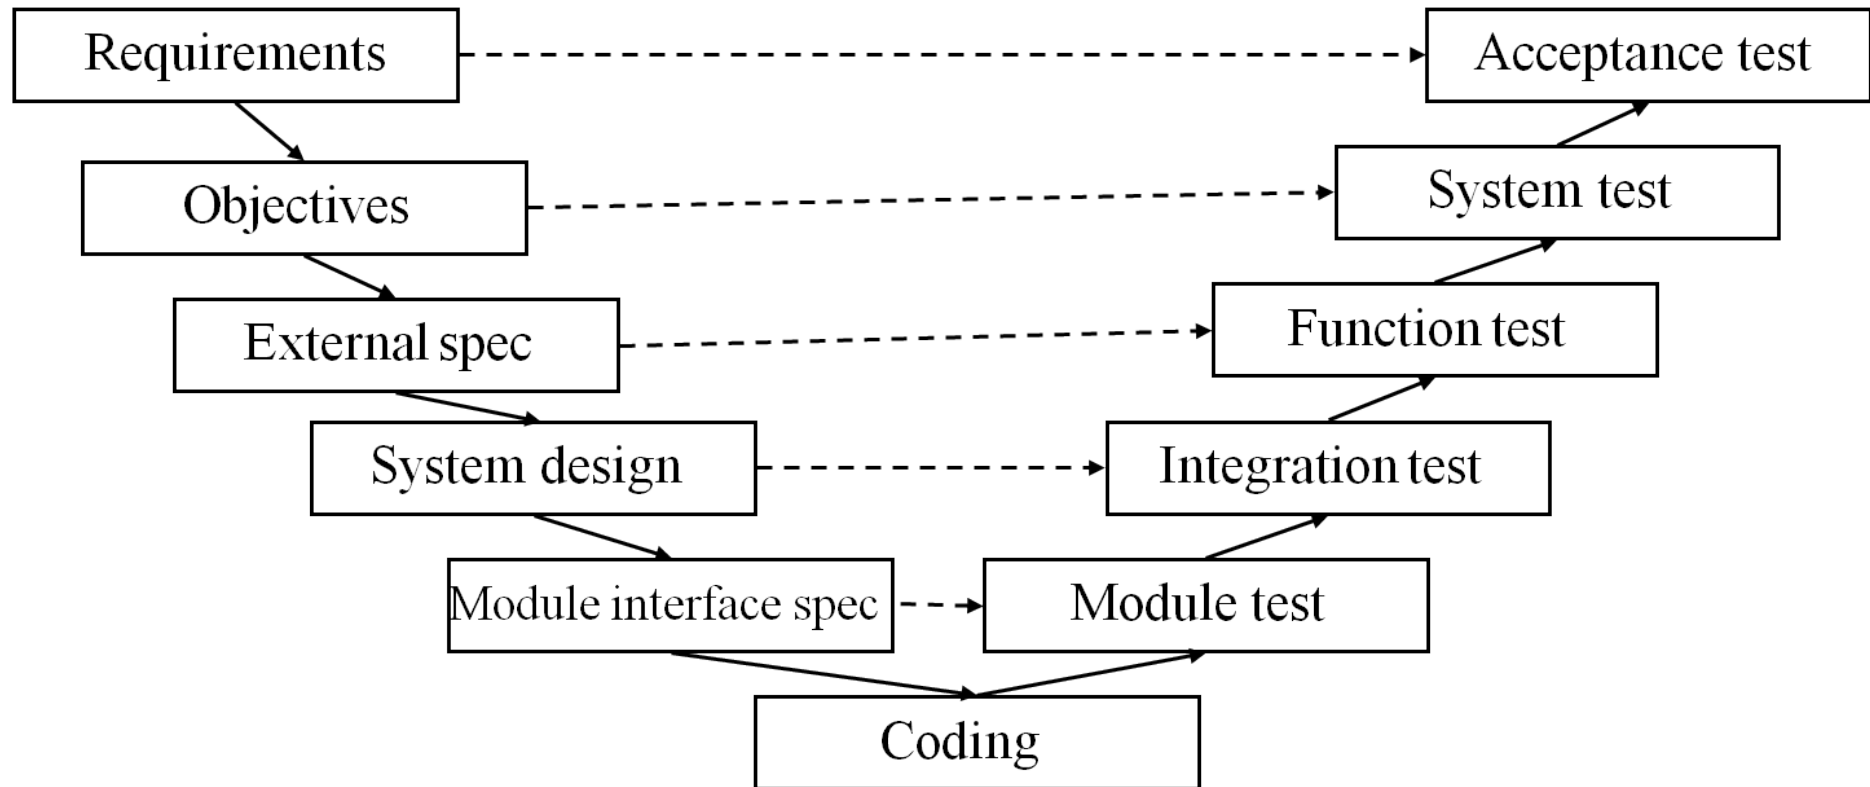 Requirements
Acceptance test
Objectives
System test
External spec
Function test
System design
Integration test
Module interface spec
Module test
Coding